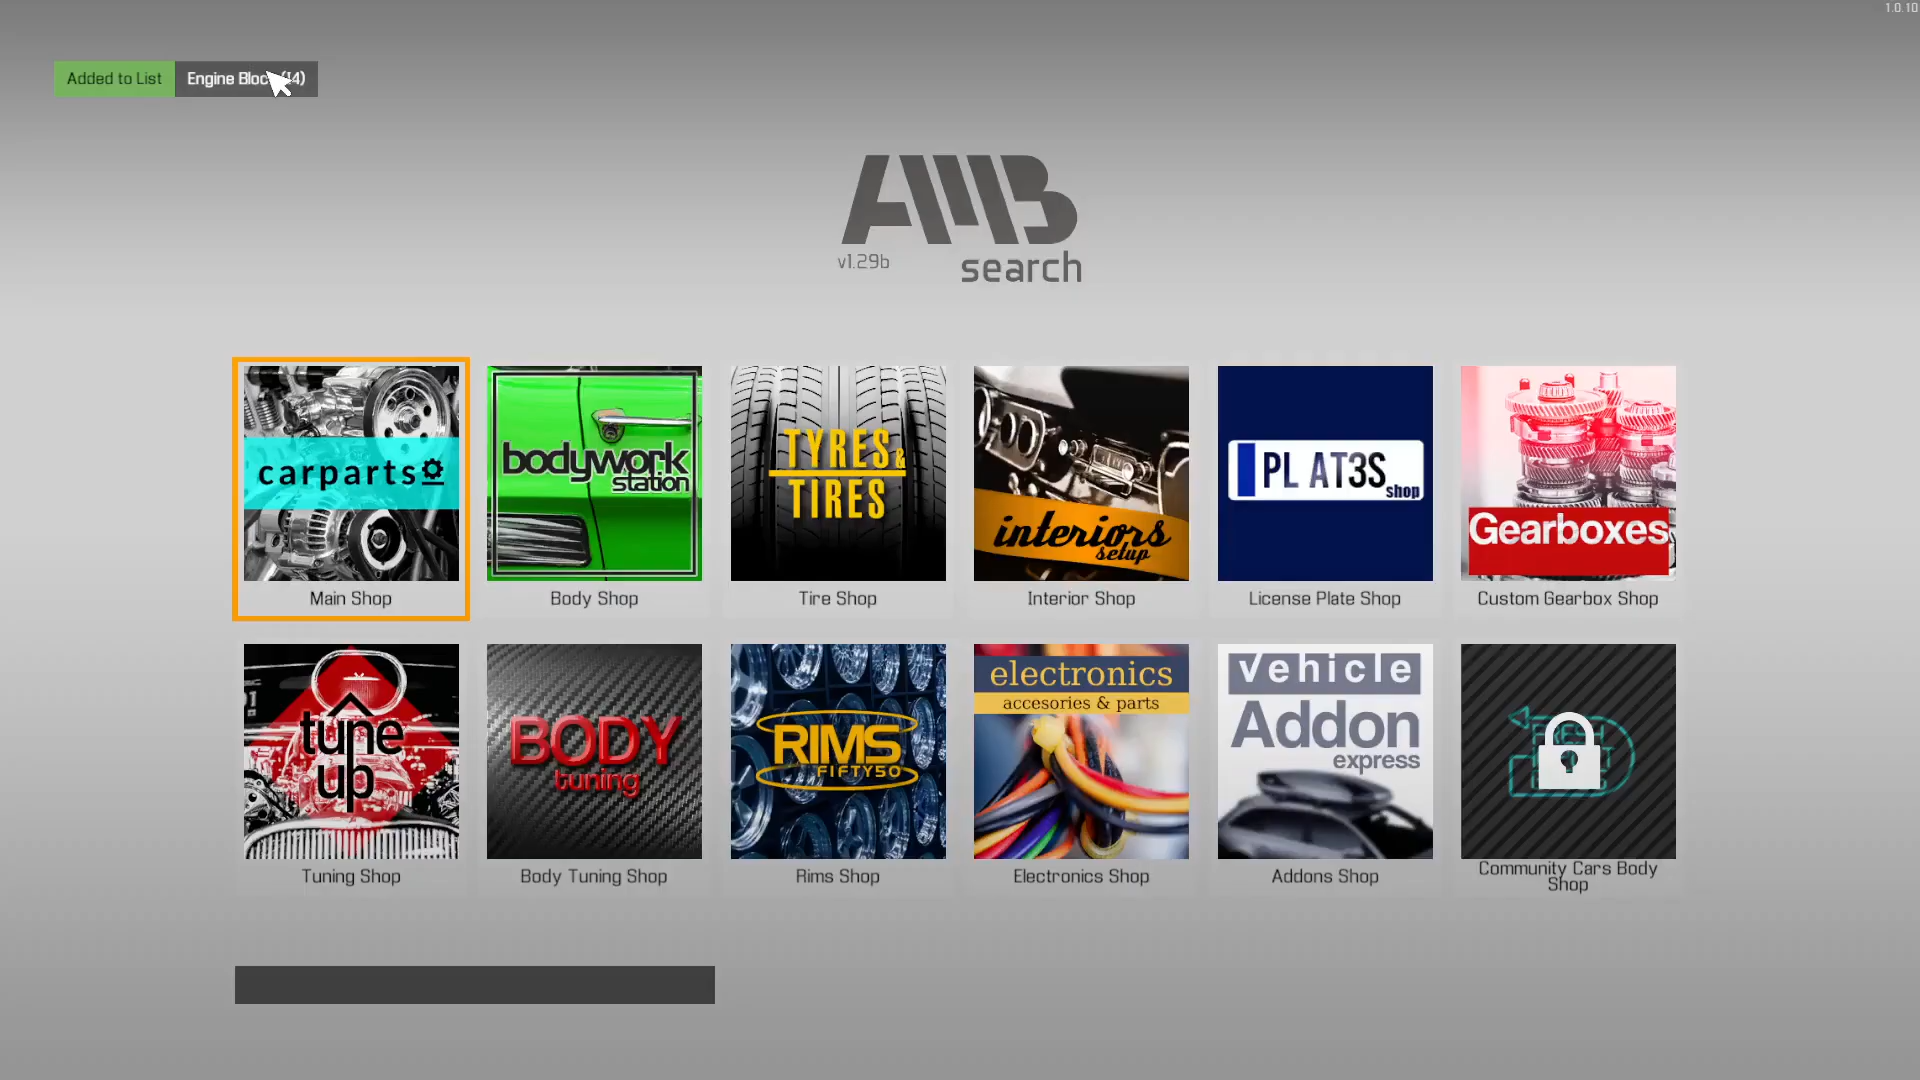 1.0.10
Added to List Engine Block (I4)
AMB
v1.29b
search
carparts
bodywork
station
TYRES &
TIRES
interiors
setup
PL AT3S
shop
Gearboxes
Main Shop
Body Shop
Tire Shop
Interior Shop
License Plate Shop
Custom Gearbox Shop
tune
up
BODY
tuning
RIMS
FIFTY50
electronics
accesories & parts
vehicle
Addon
express
Tuning Shop
Body Tuning Shop
Rims Shop
Electronics Shop
Addons Shop
Community Cars Body
Shop